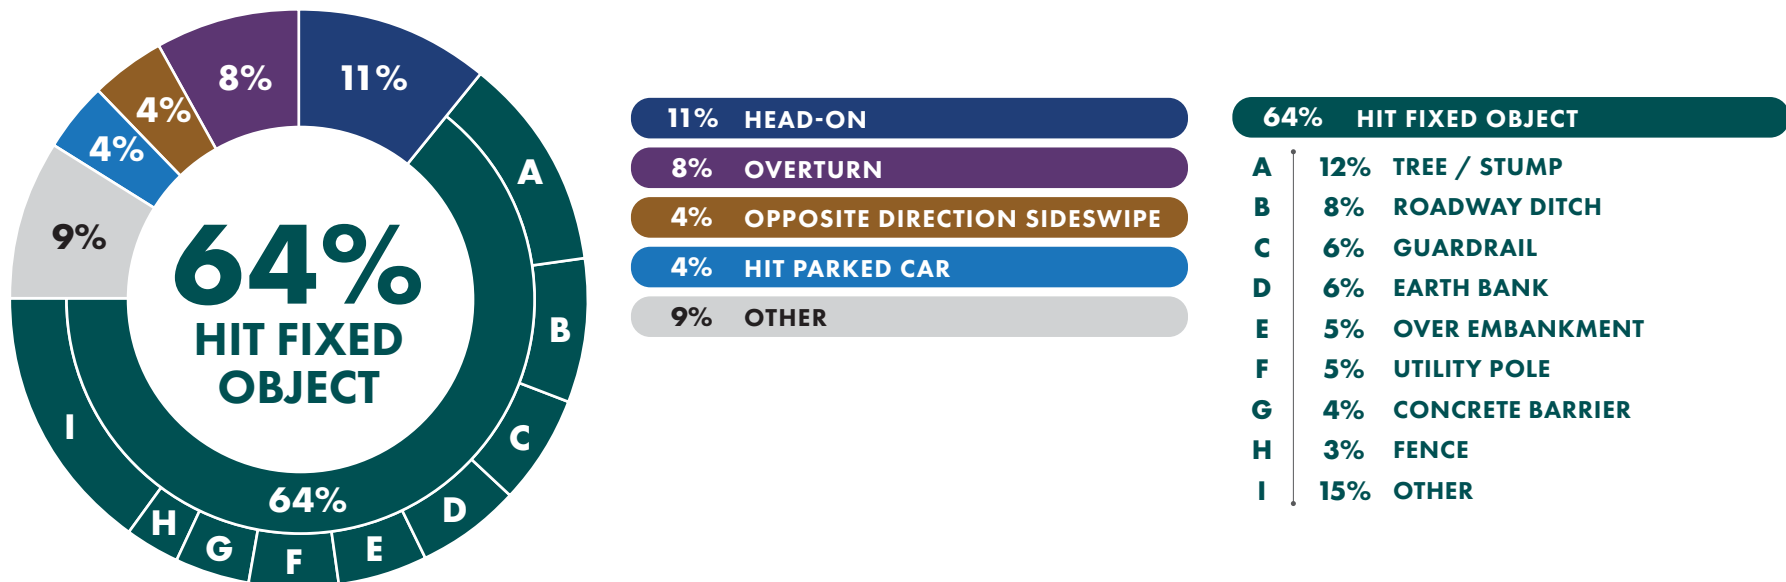 8%
11%
4%
4%
9%
A
B
C
D
E
F
G
H
I
64%
64%
HIT FIXED
OBJECT
11% HEAD-ON
8% OVERTURN
4% OPPOSITE DIRECTION SIDESWIPE
4% HIT PARKED CAR
9% OTHER
64% HIT FIXED OBJECT
A 12% TREE / STUMP
B 8% ROADWAY DITCH
C 6% GUARDRAIL
D 6% EARTH BANK
E 5% OVER EMBANKMENT
F 5% UTILITY POLE
G 4% CONCRETE BARRIER
H 3% FENCE
I 15% OTHER